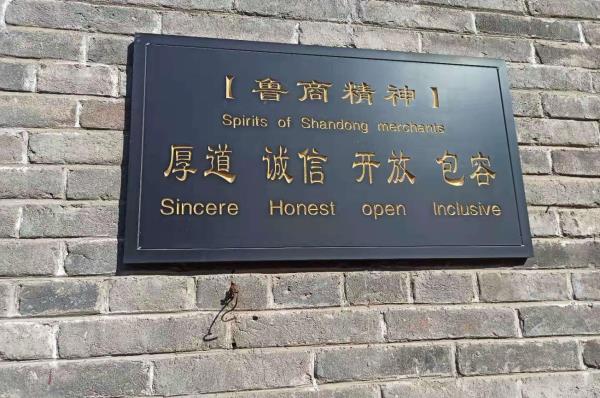 【鲁商精神】
Spirits of Shandong merchants
厚道 诚信 开放 包容
Sincere Honest open Inclusive